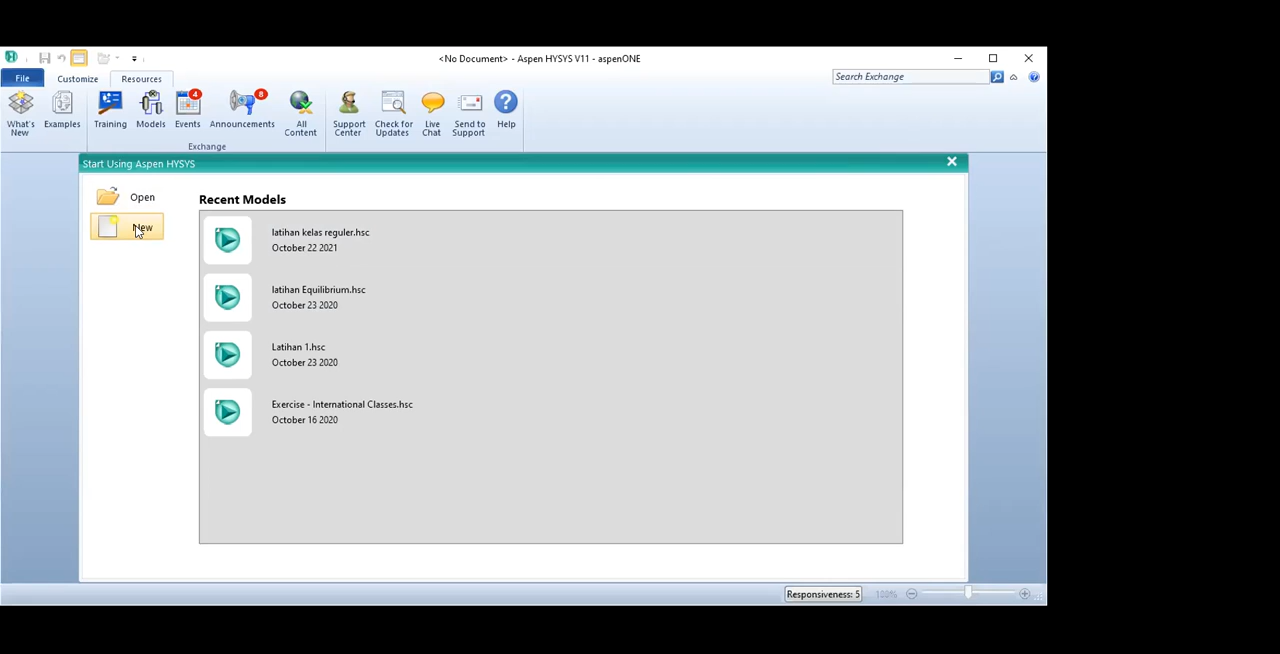 <No Document> - Aspen HYSYS V11 - aspenONE
File
Customize
Resources
Search Exchange
What's New
Examples
Training
Models
4
Events
8
Announcements
All Content
Support Center
Check for Updates
Live Chat
Send to Support
Help
Exchange
Start Using Aspen HYSYS
Open
New
Recent Models
latihan kelas reguler.hsc
October 22 2021
latihan Equilibrium.hsc
October 23 2020
Latihan 1.hsc
October 23 2020
Exercise - International Classes.hsc
October 16 2020
Responsiveness: 5
100%